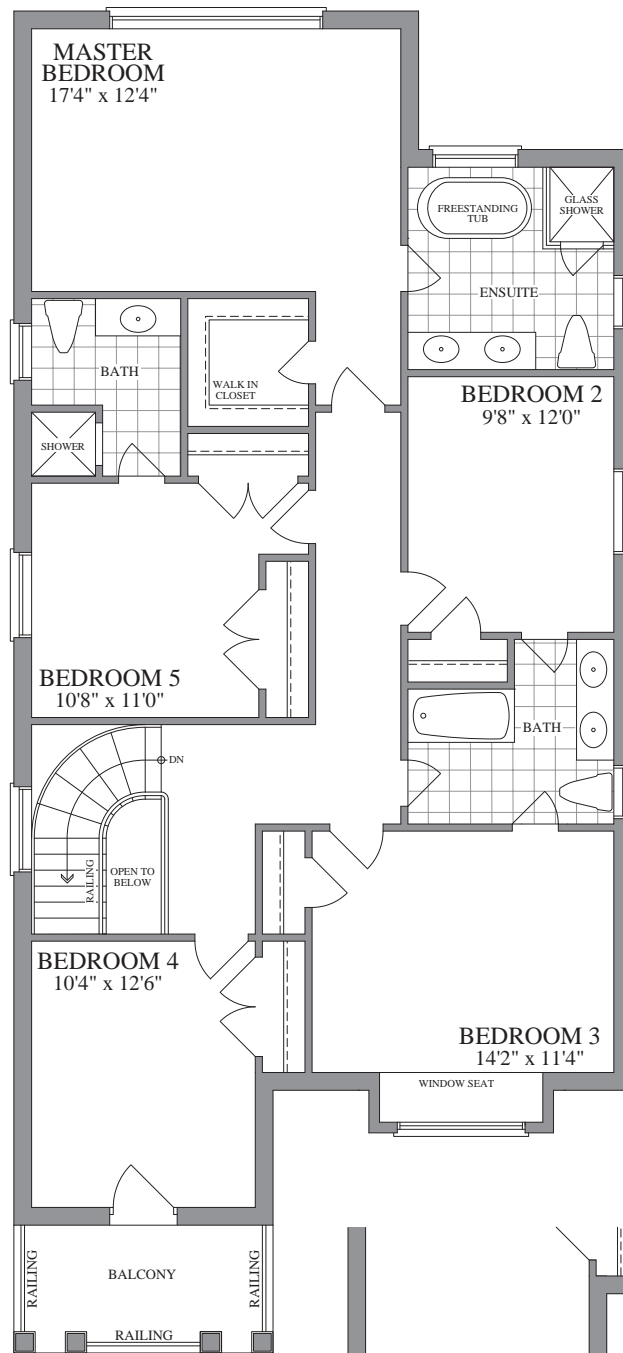 MASTER
BEDROOM
17'4" x 12'4"
FREESTANDING
TUB
GLASS
SHOWER
ENSUITE
BATH
WALK IN
CLOSET
BEDROOM 2
9'8" x 12'0"
SHOWER
BEDROOM 5
10'8" x 11'0"
BATH
DN
RAILING
OPEN TO
BELOW
BEDROOM 4
10'4" x 12'6"
BEDROOM 3
14'2" x 11'4"
WINDOW SEAT
RAILING
BALCONY
RAILING
RAILING